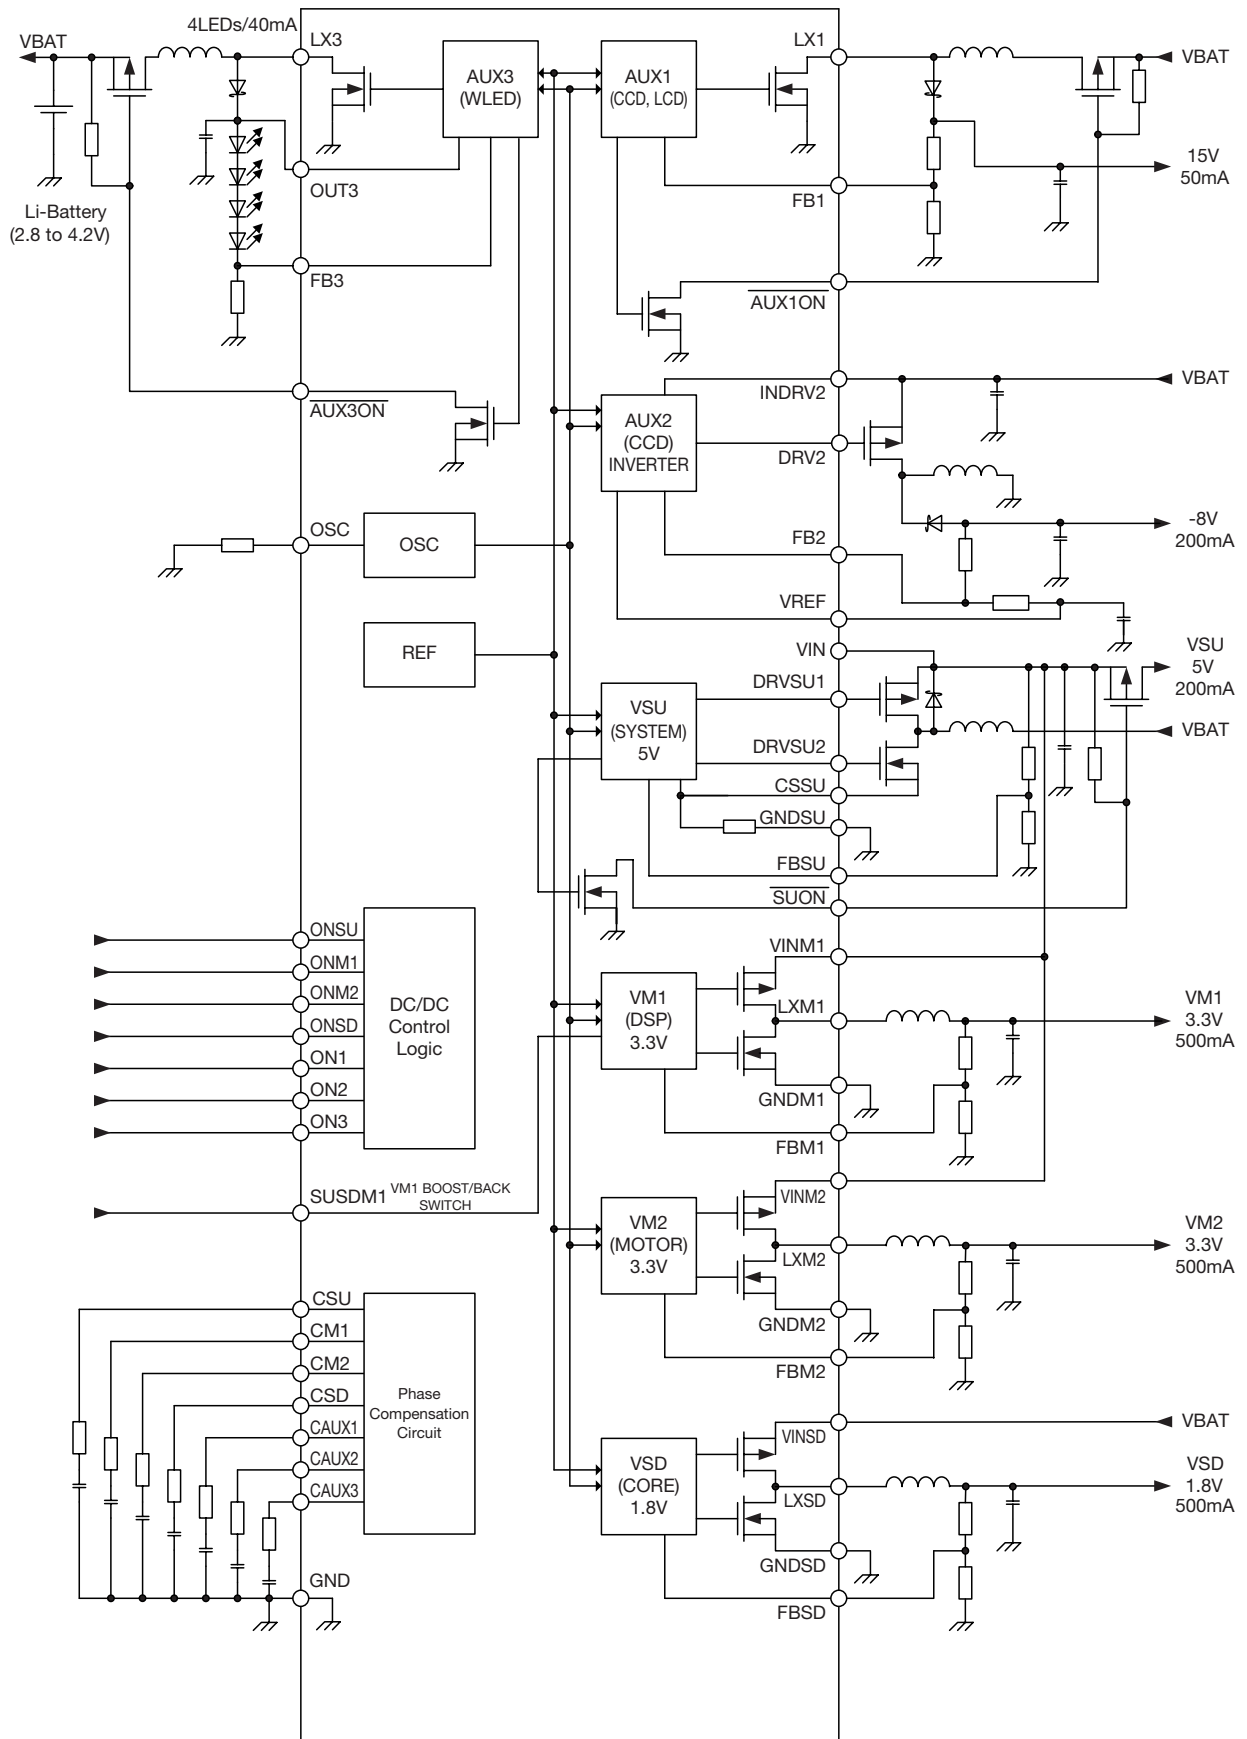 4LEDs/40mA
VBAT
LX3
AUX3
(WLED)
AUX1
(CCD, LCD)
LX1
VBAT
15V
50mA
OUT3
FB1
Li-Battery
(2.8 to 4.2V)
FB3
AUX1ON
AUX3ON
INDRV2
VBAT
AUX2
(CCD)
INVERTER
DRV2
-8V
200mA
OSC
OSC
FB2
VREF
REF
VIN
VSU
5V
200mA
DRVSU1
VSU
(SYSTEM)
5V
VBAT
DRVSU2
CSSU
GNDSU
FBSU
SUON
ONSU
ONM1
ONM2
ONSD
ON1
ON2
ON3
DC/DC
Control
Logic
VINM1
VM1
(DSP)
3.3V
LXM1
VM1
3.3V
500mA
GNDM1
FBM1
SUSDM1
VM1 BOOST/BACK
SWITCH
VINM2
VM2
(MOTOR)
3.3V
LXM2
VM2
3.3V
500mA
GNDM2
FBM2
CSU
CM1
CM2
CSD
CAUX1
CAUX2
CAUX3
Phase
Compensation
Circuit
GND
VINSD
VBAT
VSD
(CORE)
1.8V
LXSD
VSD
1.8V
500mA
GNDSD
FBSD